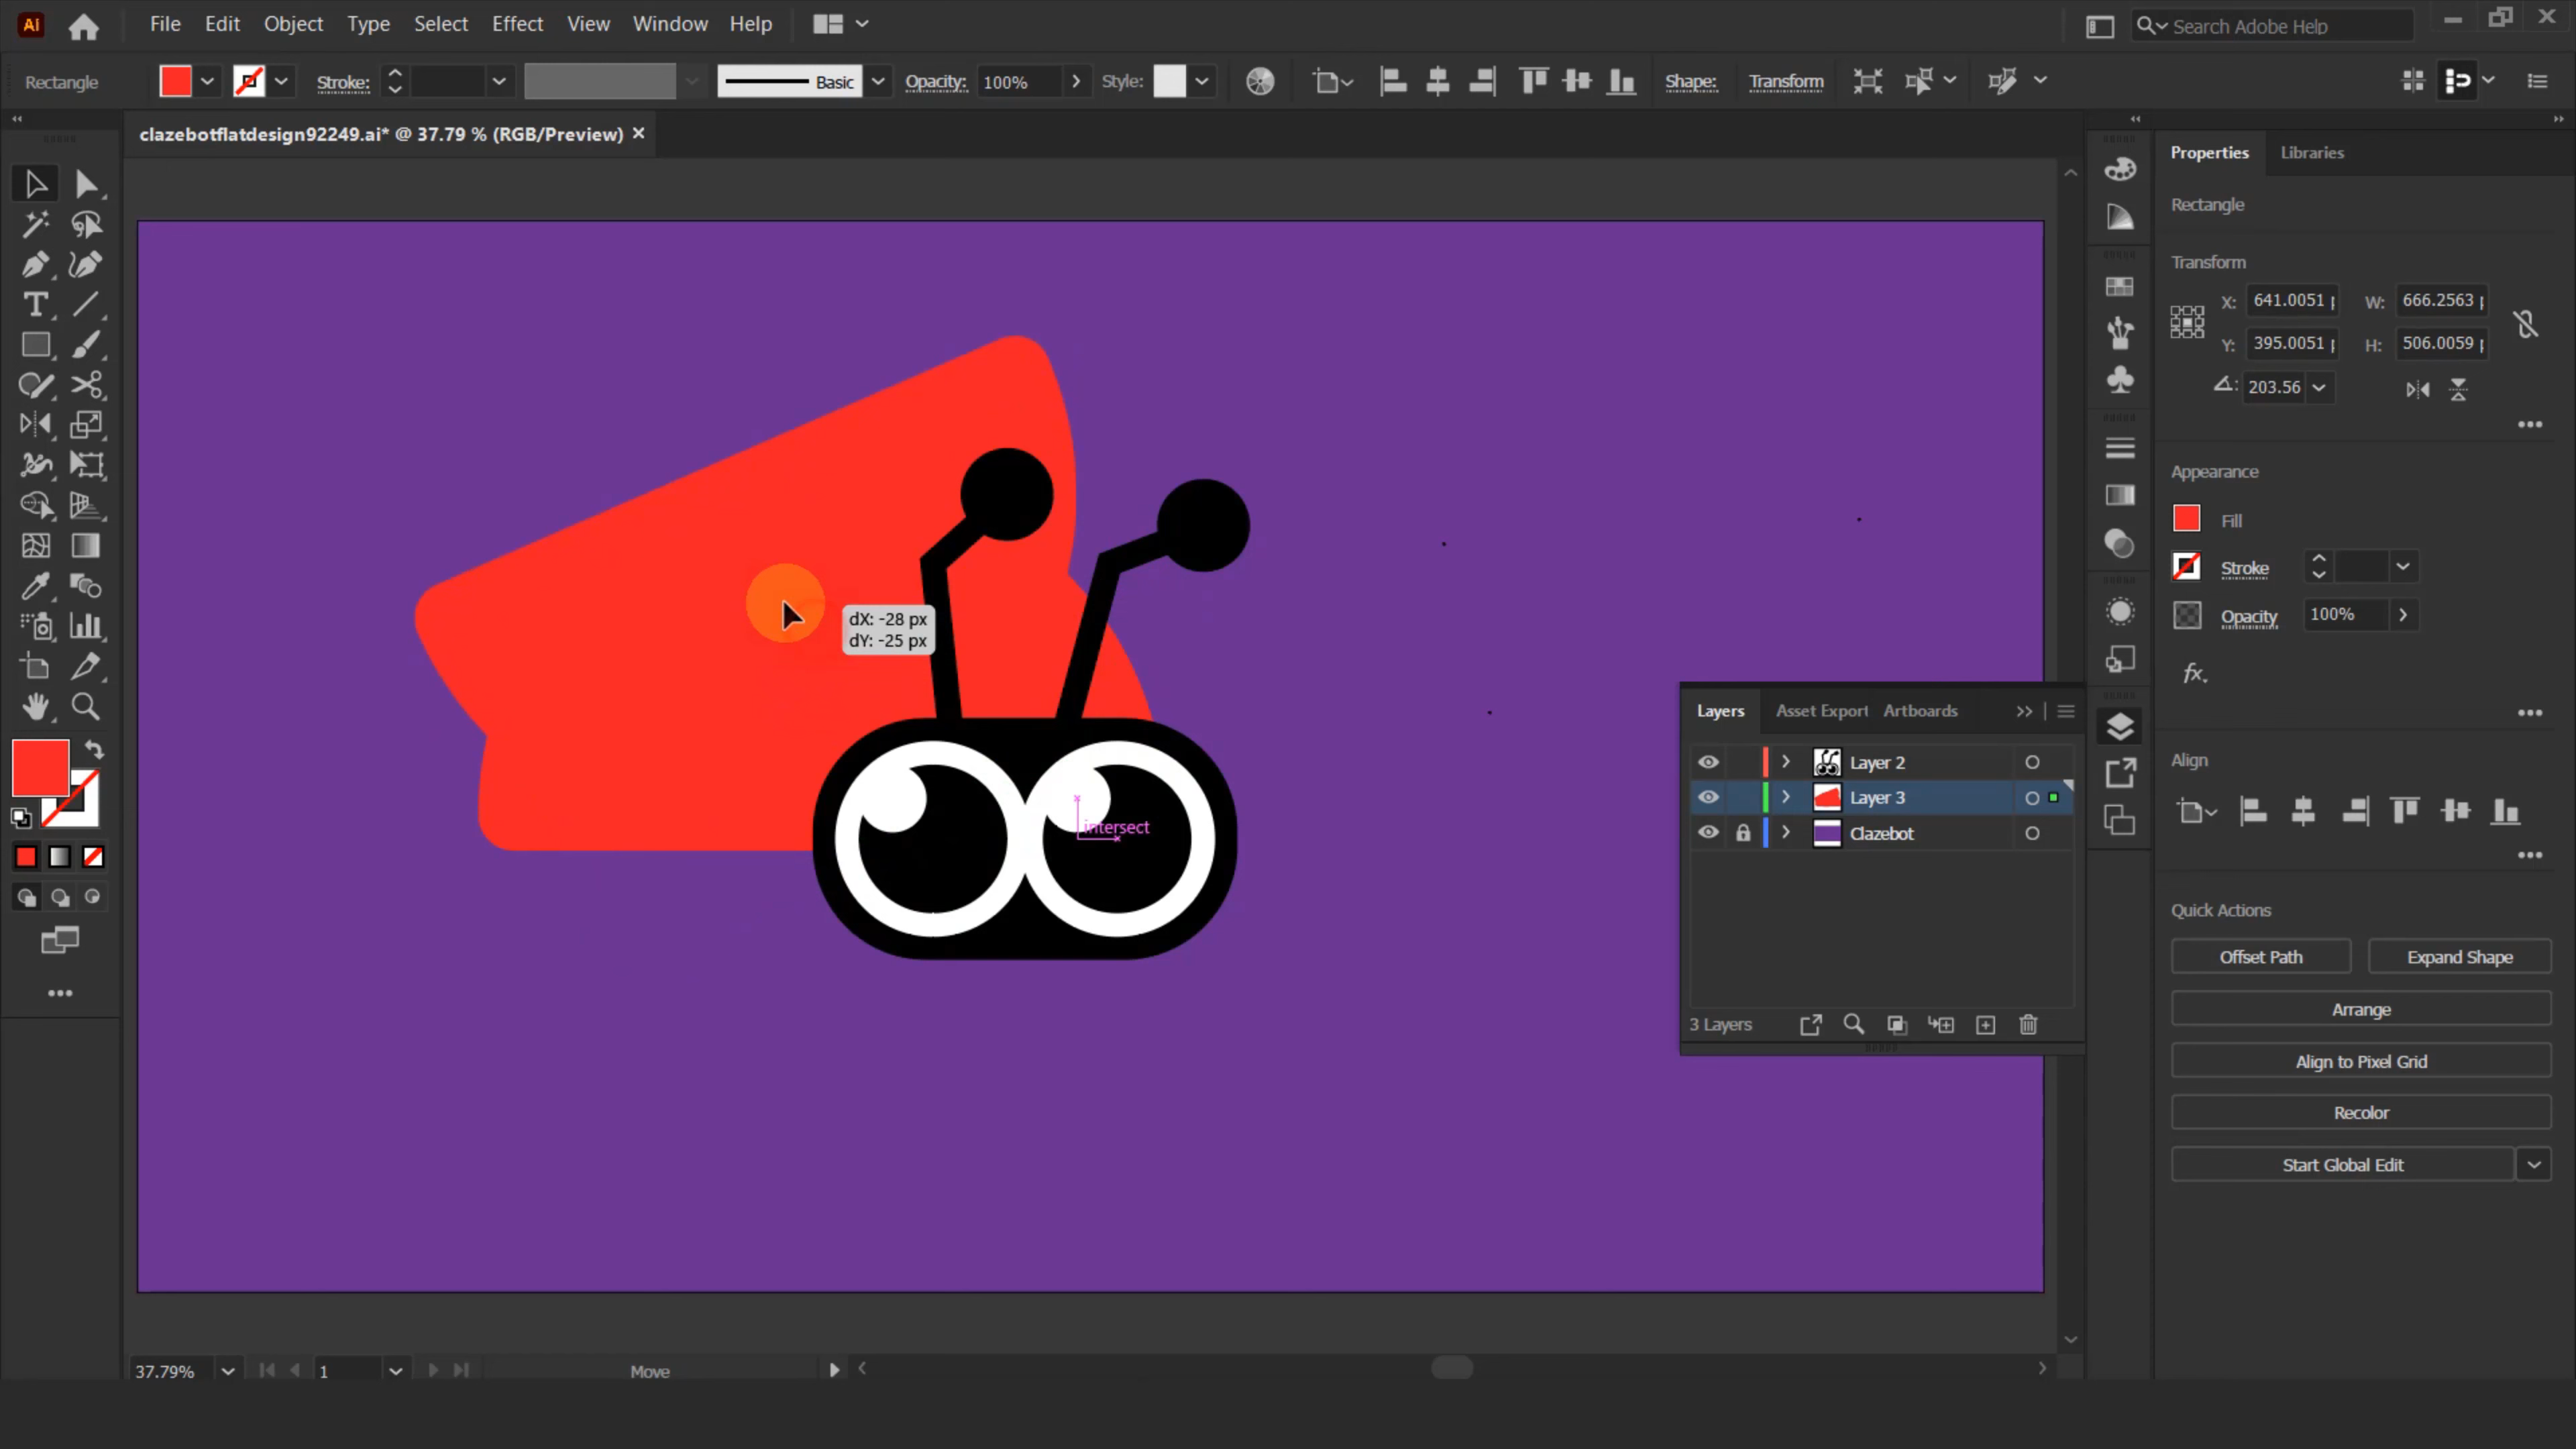 Ai File Edit Object Type Select Effect View Window Help Search Adobe Help
Rectangle Stroke: Basic Opacity: 100% Style: Shape: Transform
clazebotflatdesign92249.ai* @ 37.79 % (RGB/Preview) ×
Properties Libraries
Rectangle
Transform
X: 641.0051 W: 666.2563
Y: 395.0051 H: 506.0059
203.56
Appearance
Fill
Stroke
Opacity 100%
fx.
dX: -28 px
dY: -25 px
intersect
Layers Asset Export Artboards
Layer 2
Layer 3
Clazebot
3 Layers
Align
Quick Actions
Offset Path Expand Shape
Arrange
Align to Pixel Grid
Recolor
Start Global Edit
37.79% 1 Move